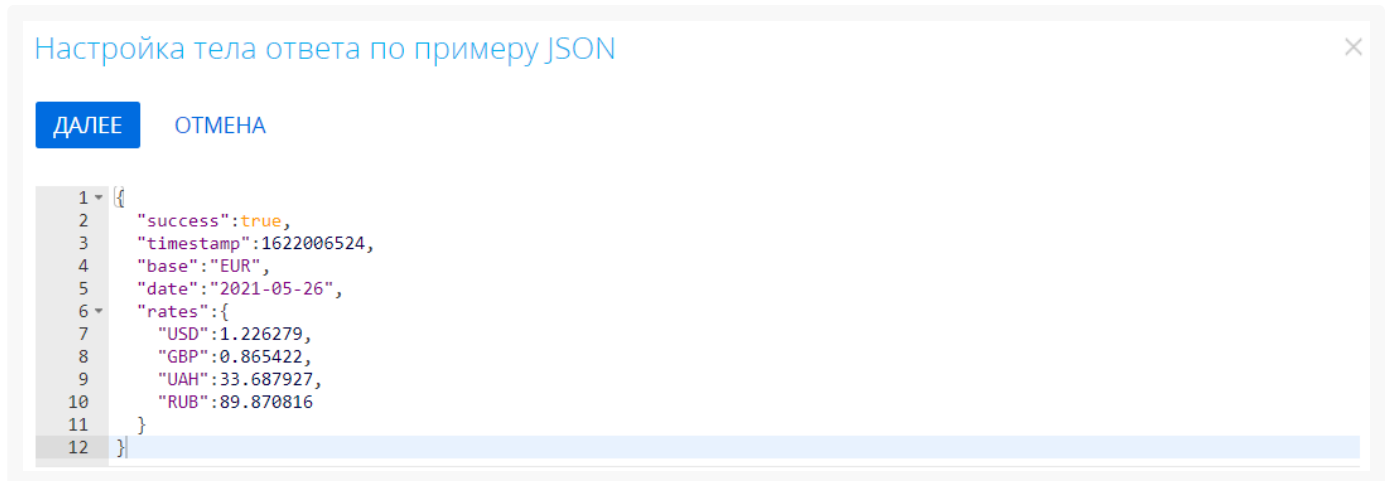 Настройка тела ответа по примеру JSON
ДАЛЕЕ ОТМЕНА
1 {
2 "success":true,
3 "timestamp":1622006524,
4 "base":"EUR",
5 "date":"2021-05-26",
6 "rates":{
7 "USD":1.226279,
8 "GBP":0.865422,
9 "UAH":33.687927,
10 "RUB":89.870816
11 }
12 }